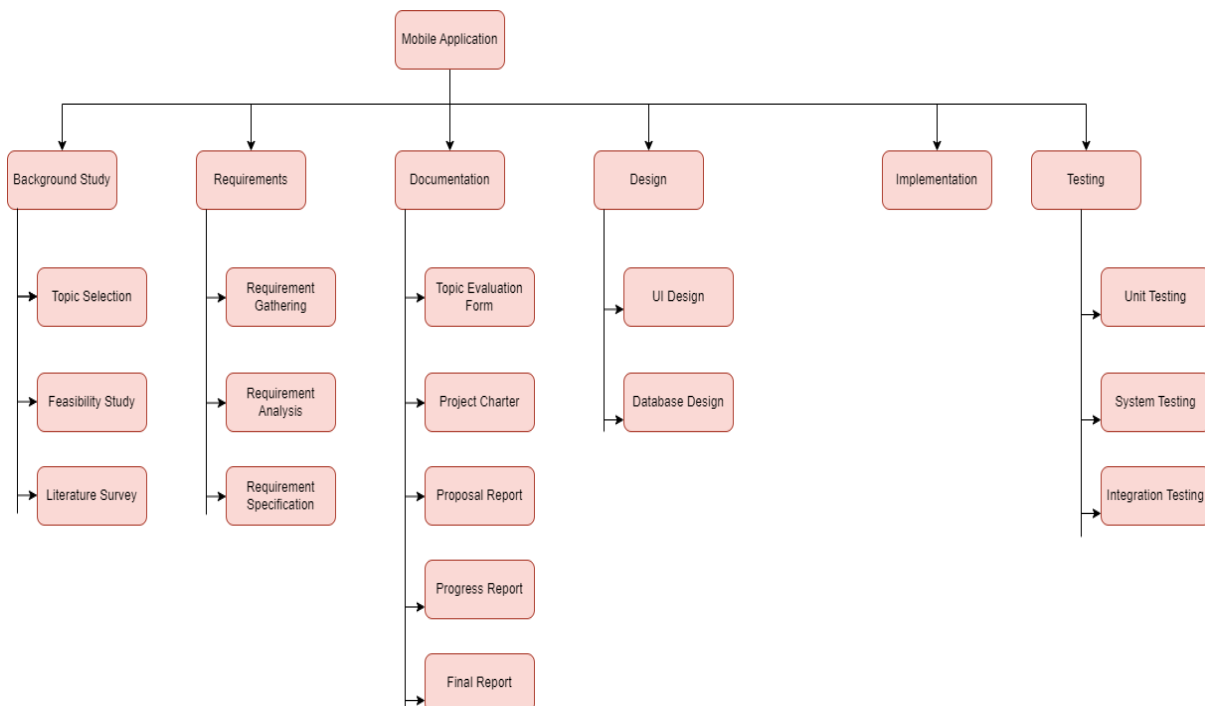 Mobile Application
Background Study
Requirements
Documentation
Design
Implementation
Testing
Topic Selection
Requirement
Gathering
Topic Evaluation
Form
UI Design
Unit Testing
Feasibility Study
Requirement
Analysis
Project Charter
Database Design
System Testing
Literature Survey
Requirement
Specification
Proposal Report
Integration Testing
Progress Report
Final Report